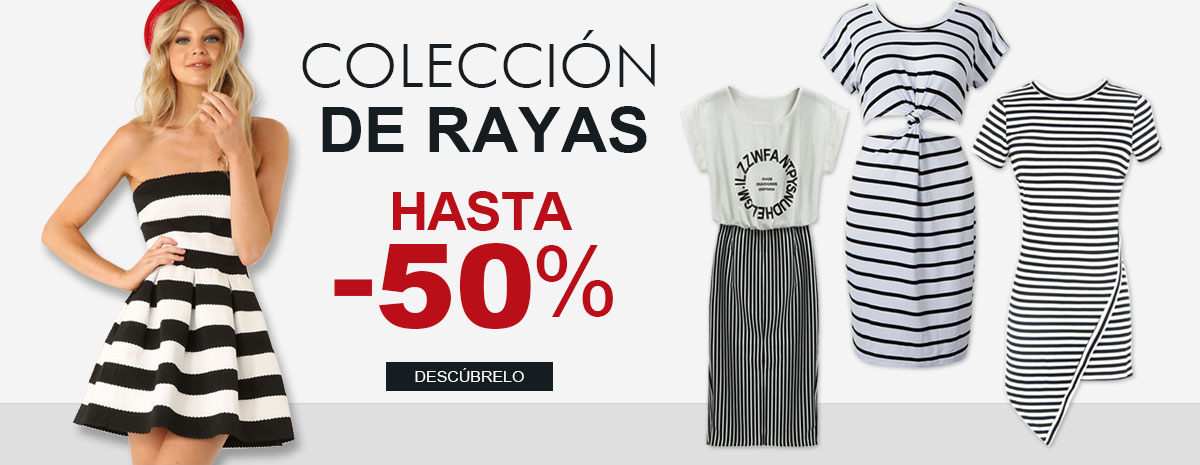 COLECCIÓN
DE RAYAS
HASTA
-50%
DESCÚBRELO